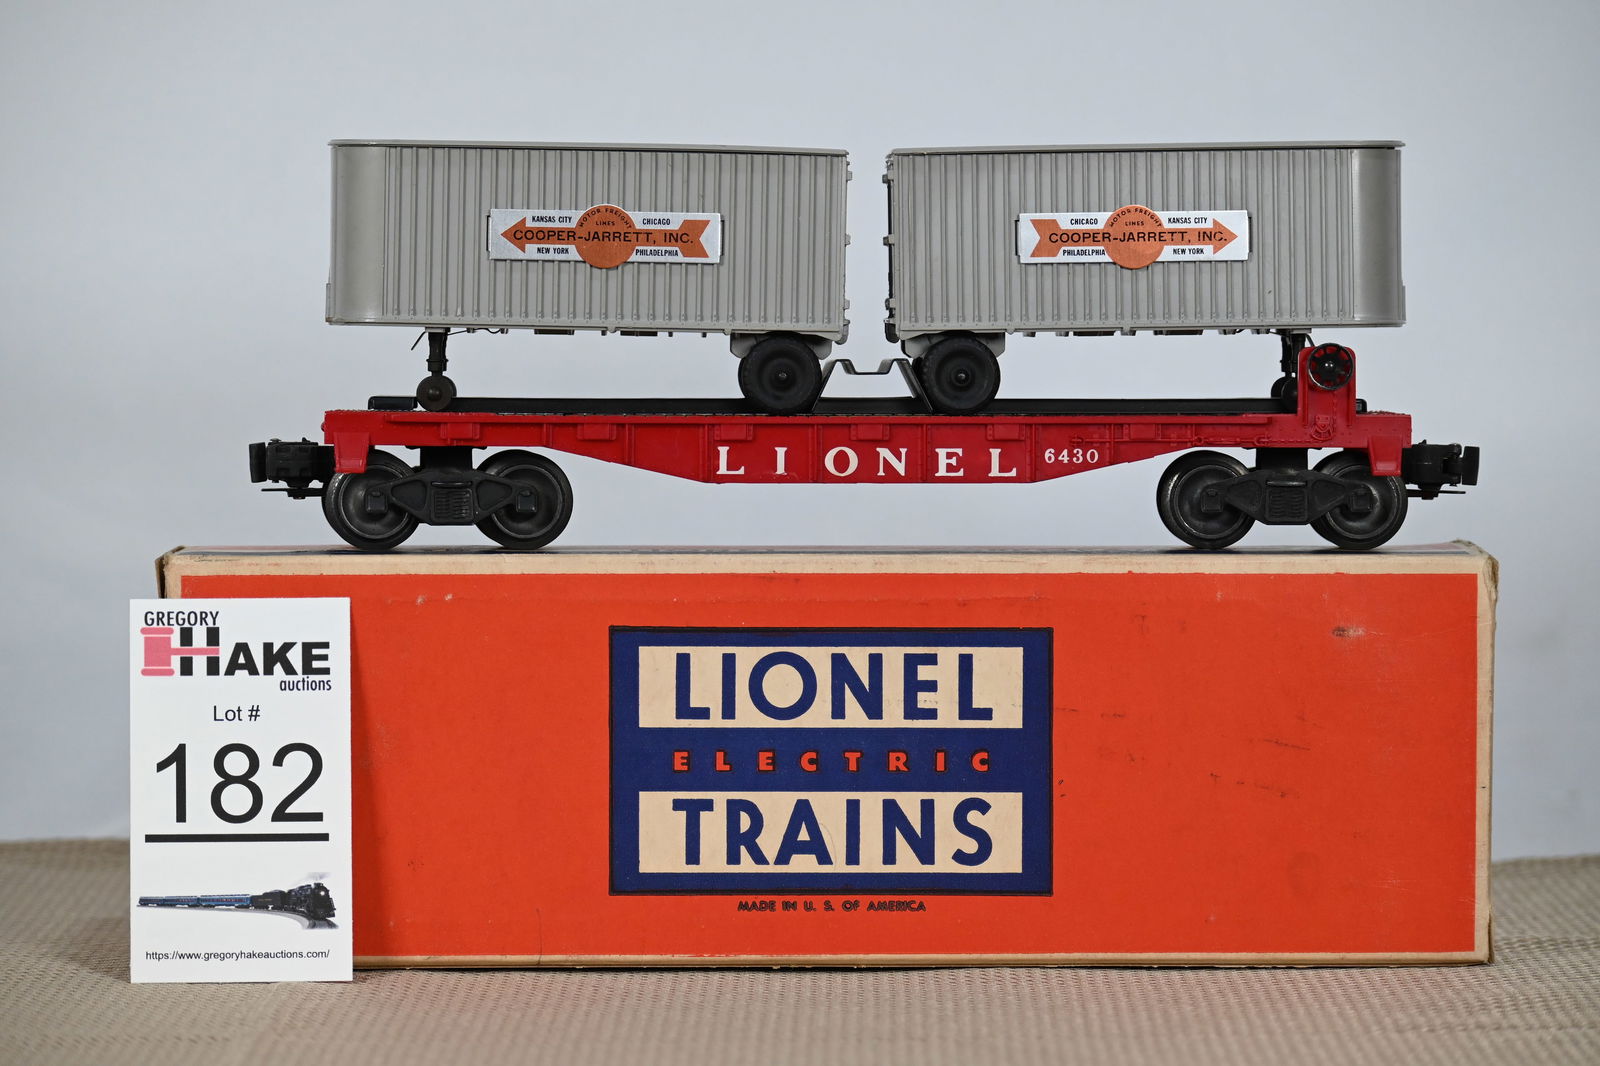 KANSAS CITY MOTOR FREIGHT CHICAGO
LINES
COOPER-JARRETT, INC.
NEW YORK PHILADELPHIA
CHICAGO MOTOR FREIGHT KANSAS CITY
LINES
COOPER-JARRETT, INC.
PHILADELPHIA NEW YORK
LIONEL 6430
GREGORY
HAKE
auctions
Lot #
182
https://www.gregoryhakeauctions.com/
LIONEL
ELECTRIC
TRAINS
MADE IN U. S. OF AMERICA